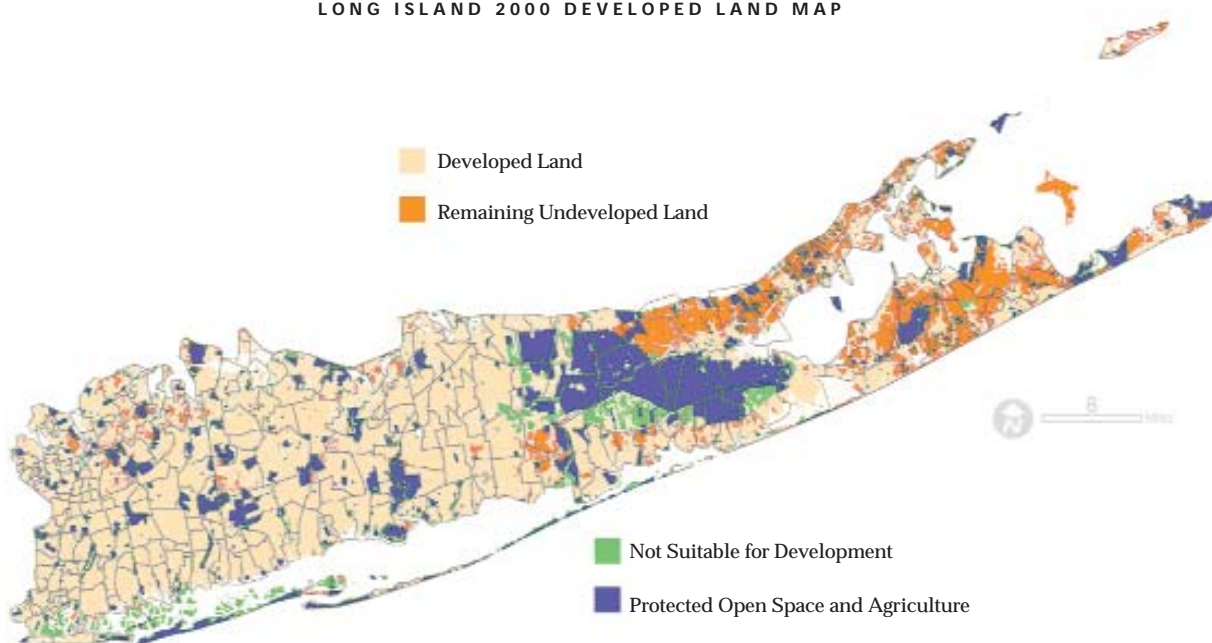 LONG ISLAND 2000 DEVELOPED LAND MAP
Developed Land
Remaining Undeveloped Land
8
Miles
Not Suitable for Development
Protected Open Space and Agriculture